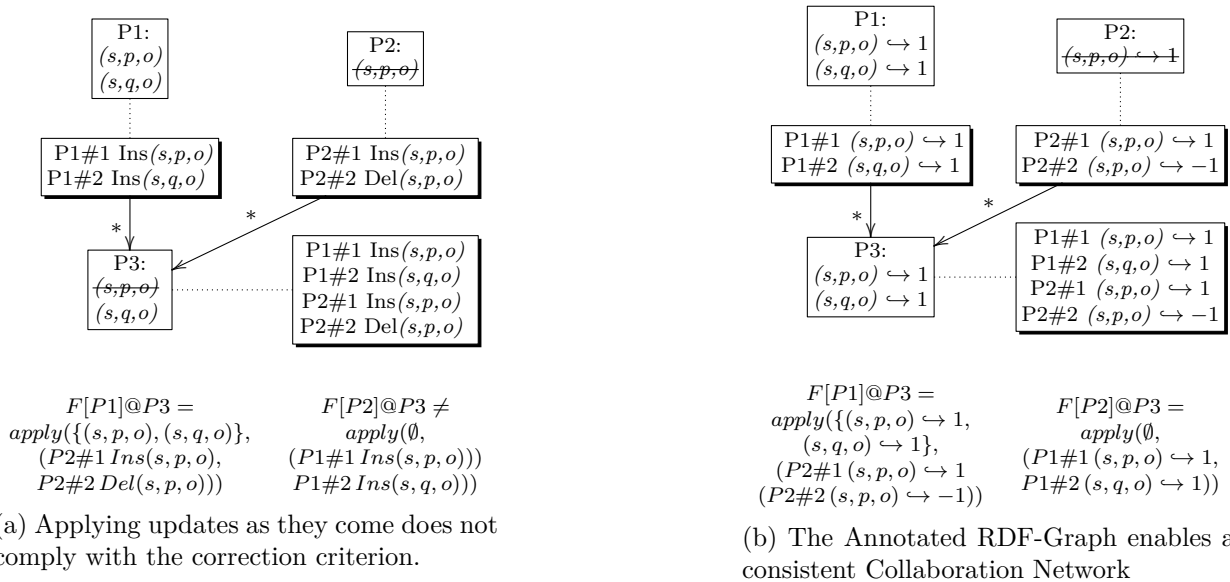 P1:
(s,p,o)
(s,q,o)
P2:
(s,p,o)
P1#1 Ins(s,p,o)
P1#2 Ins(s,q,o)
P2#1 Ins(s,p,o)
P2#2 Del(s,p,o)
*
*
P3:
(s,p,o)
(s,q,o)
P1#1 Ins(s,p,o)
P1#2 Ins(s,q,o)
P2#1 Ins(s,p,o)
P2#2 Del(s,p,o)
F[P1]@P3 =
apply({(s,p,o),(s,q,o)},
(P2#1 Ins(s,p,o),
P2#2 Del(s,p,o)))
F[P2]@P3 ≠
apply(∅,
(P1#1 Ins(s,p,o)))
P1#2 Ins(s,q,o)))
(a) Applying updates as they come does not
comply with the correction criterion.
P1:
(s,p,o) ↪ 1
(s,q,o) ↪ 1
P2:
(s,p,o) ↪ 1
P1#1 (s,p,o) ↪ 1
P1#2 (s,q,o) ↪ 1
P2#1 (s,p,o) ↪ 1
P2#2 (s,p,o) ↪ −1
*
*
P3:
(s,p,o) ↪ 1
(s,q,o) ↪ 1
P1#1 (s,p,o) ↪ 1
P1#2 (s,q,o) ↪ 1
P2#1 (s,p,o) ↪ 1
P2#2 (s,p,o) ↪ −1
F[P1]@P3 =
apply({(s,p,o) ↪ 1,
(s,q,o) ↪ 1},
(P2#1 (s,p,o) ↪ 1
(P2#2 (s,p,o) ↪ −1))
F[P2]@P3 =
apply(∅,
(P1#1 (s,p,o) ↪ 1,
P1#2 (s,q,o) ↪ 1))
(b) The Annotated RDF-Graph enables a
consistent Collaboration Network